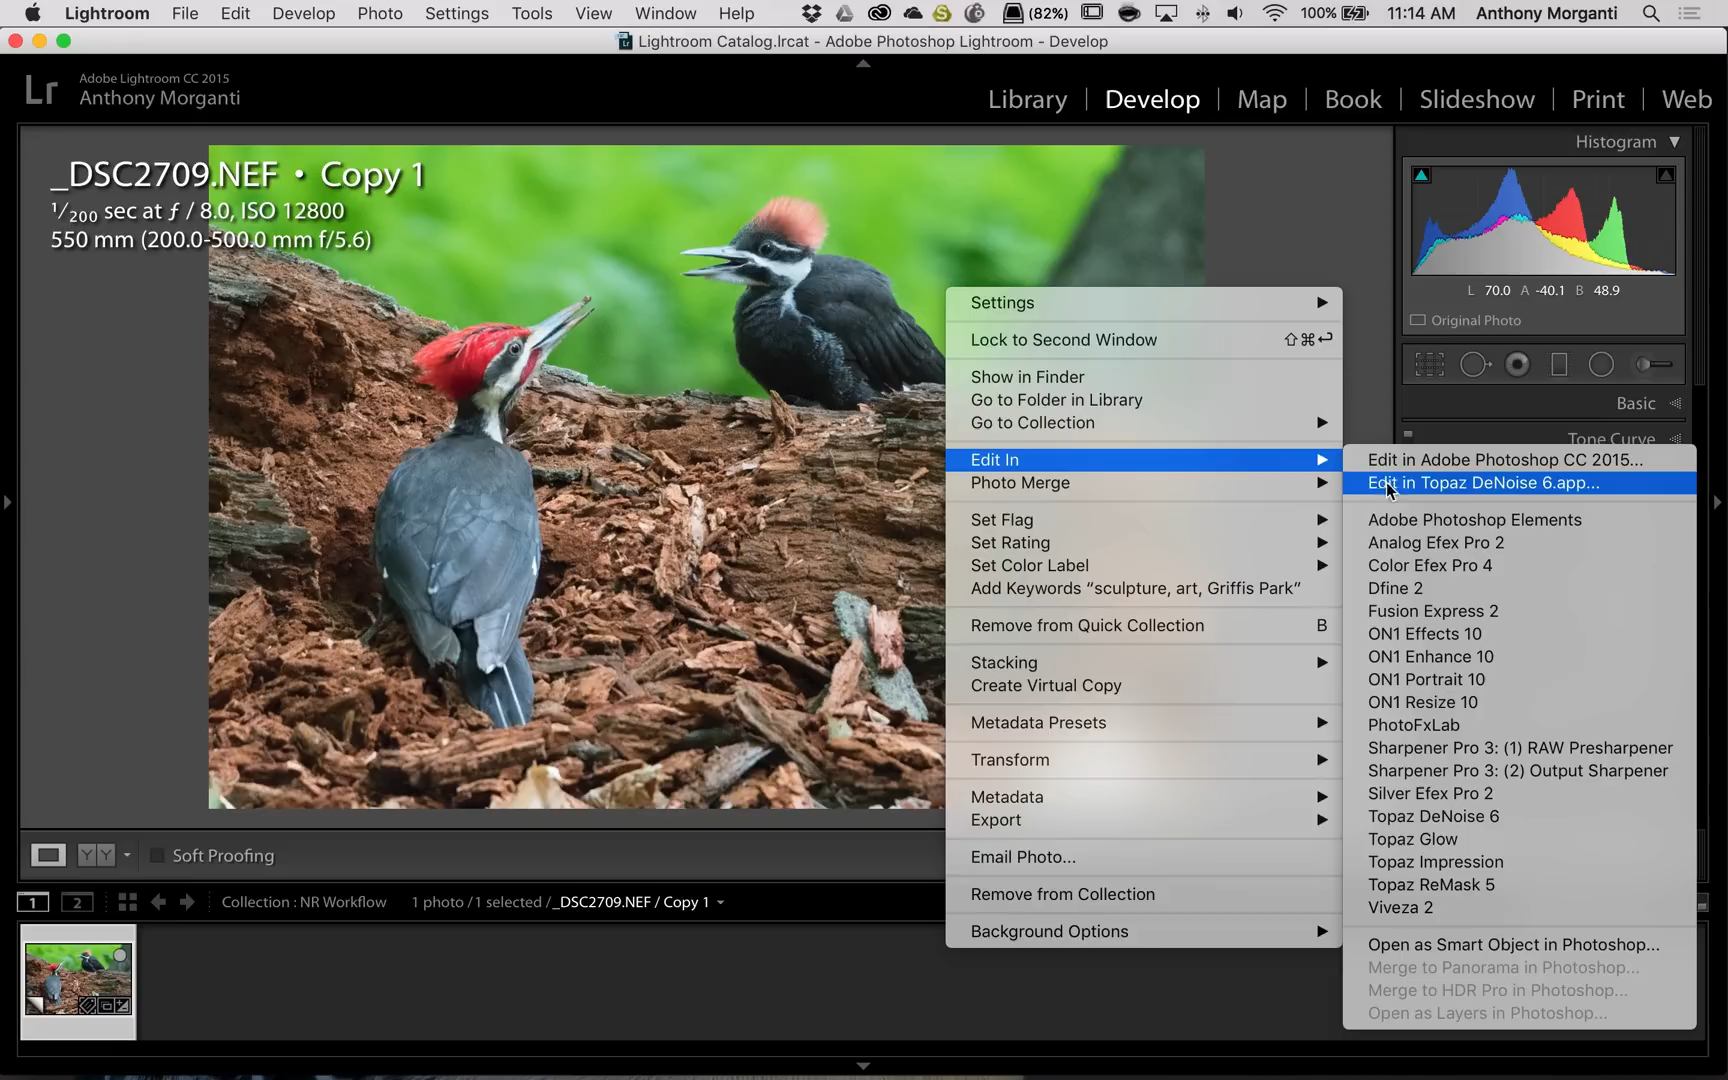 Lightroom File Edit Develop Photo Settings Tools View Window Help (82%) 100% 11:14 AM Anthony Morganti
Lightroom Catalog.lrcat - Adobe Photoshop Lightroom - Develop
Lr
Adobe Lightroom CC 2015
Anthony Morganti
Library | Develop | Map | Book | Slideshow | Print | Web
_DSC2709.NEF • Copy 1
1/200 sec at ƒ / 8.0, ISO 12800
550 mm (200.0-500.0 mm f/5.6)
Histogram
L 70.0 A -40.1 B 48.9
Original Photo
Basic
Tone Curve
Settings
Lock to Second Window ⇧⌘↩
Show in Finder
Go to Folder in Library
Go to Collection
Edit In
Photo Merge
Set Flag
Set Rating
Set Color Label
Add Keywords “sculpture, art, Griffis Park”
Remove from Quick Collection B
Stacking
Create Virtual Copy
Metadata Presets
Transform
Metadata
Export
Email Photo...
Remove from Collection
Background Options
Edit in Adobe Photoshop CC 2015...
Edit in Topaz DeNoise 6.app...
Adobe Photoshop Elements
Analog Efex Pro 2
Color Efex Pro 4
Dfine 2
Fusion Express 2
ON1 Effects 10
ON1 Enhance 10
ON1 Portrait 10
ON1 Resize 10
PhotoFxLab
Sharpener Pro 3: (1) RAW Presharpener
Sharpener Pro 3: (2) Output Sharpener
Silver Efex Pro 2
Topaz DeNoise 6
Topaz Glow
Topaz Impression
Topaz ReMask 5
Viveza 2
Open as Smart Object in Photoshop...
Merge to Panorama in Photoshop...
Merge to HDR Pro in Photoshop...
Open as Layers in Photoshop...
Y Y Soft Proofing
1 2 Collection : NR Workflow 1 photo / 1 selected / _DSC2709.NEF / Copy 1